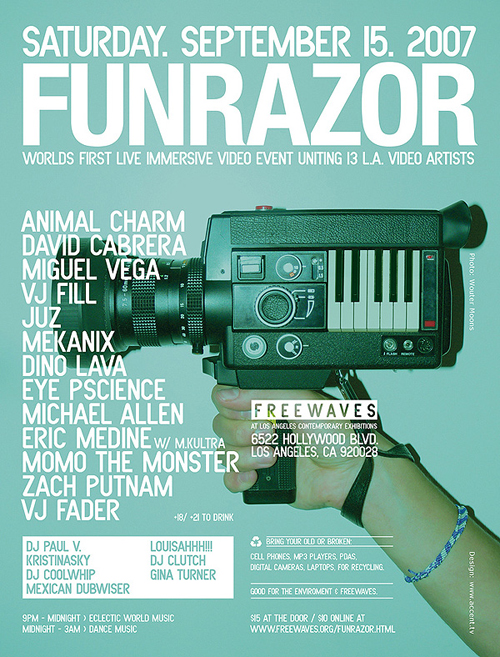 SATURDAY. SEPTEMBER 15. 2007
FUNRAZOR
WORLDS FIRST LIVE IMMERSIVE VIDEO EVENT UNITING 13 L.A. VIDEO ARTISTS
ANIMAL CHARM
DAVID CABRERA
MIGUEL VEGA
VJ FILL
JUZ
MEKANIX
DINO LAVA
EYE PSCIENCE
MICHAEL ALLEN
ERIC MEDINE W/ M.KULTRA
MOMO THE MONSTER
ZACH PUTNAM
VJ FADER
+18/ +21 TO DRINK
Photo: Wouter Moons
FLASH REMOTE
FREEWAVES
AT LOS ANGELES CONTEMPORARY EXHIBITIONS
6522 HOLLYWOOD BLVD.
LOS ANGELES, CA 920028
DJ PAUL V.
KRISTINASKY
DJ COOLWHIP
MEXICAN DUBWISER
LOUISAHHH!!!
DJ CLUTCH
GINA TURNER
9PM - MIDNIGHT > ECLECTIC WORLD MUSIC
MIDNIGHT - 3AM > DANCE MUSIC
BRING YOUR OLD OR BROKEN:
CELL PHONES, MP3 PLAYERS, PDAS,
DIGITAL CAMERAS, LAPTOPS, FOR RECYCLING.
GOOD FOR THE ENVIROMENT & FREEWAVES.
$15 AT THE DOOR / $10 ONLINE AT
WWW.FREEWAVES.ORG/FUNRAZOR.HTML
Design: www.accent.tv